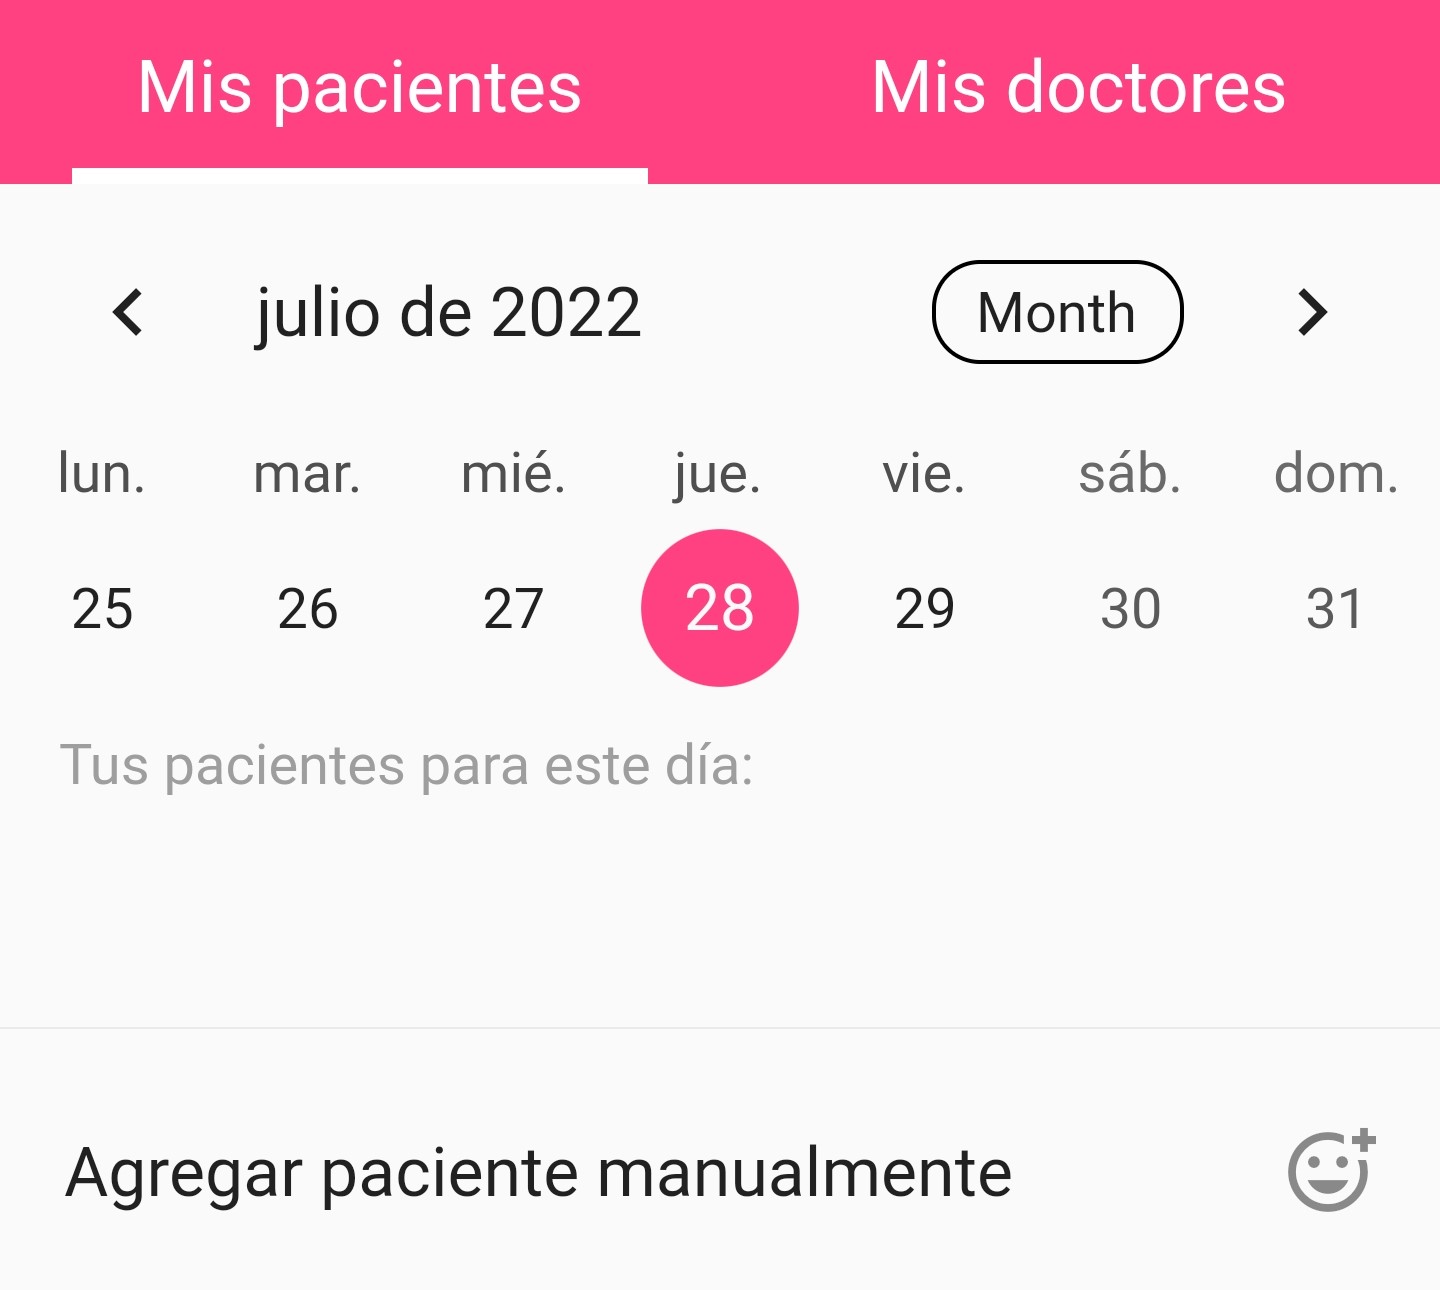 Mis pacientes Mis doctores
julio de 2022 Month
lun. mar. mié. jue. vie. sáb. dom.
25 26 27 28 29 30 31
Tus pacientes para este día:
Agregar paciente manualmente